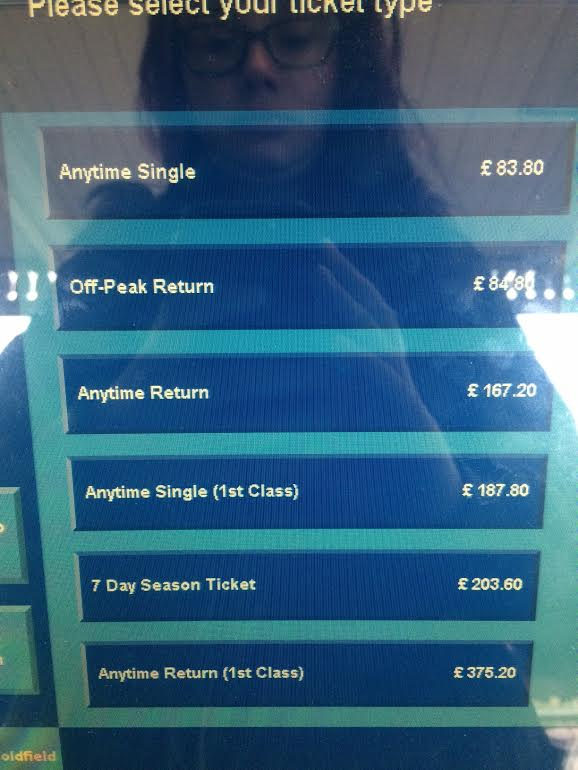 Please select your ticket type
Anytime Single £ 83.80
Off-Peak Return £ 84.80
Anytime Return £ 167.20
Anytime Single (1st Class) £ 187.80
7 Day Season Ticket £ 203.60
Anytime Return (1st Class) £ 375.20
oldfield